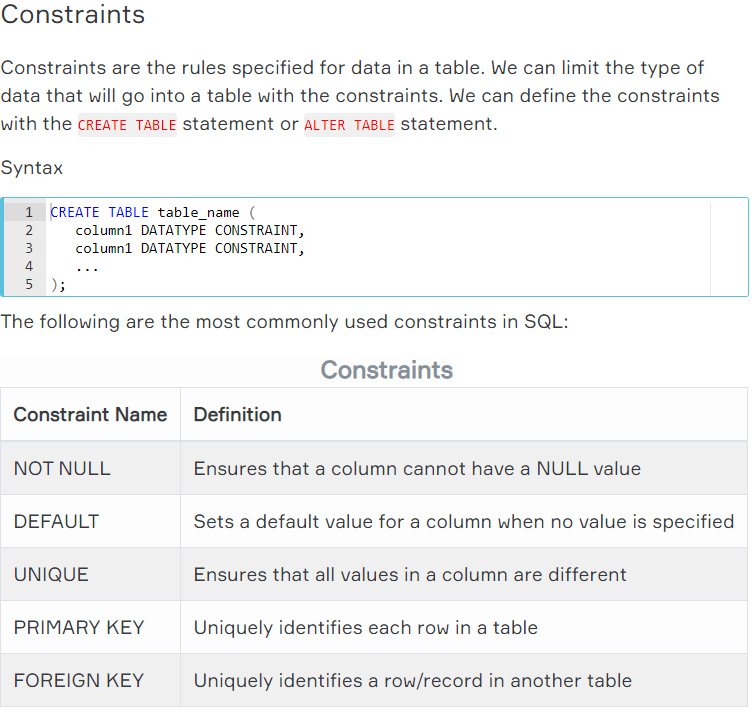 Constraints
Constraints are the rules specified for data in a table. We can limit the type of
data that will go into a table with the constraints. We can define the constraints
with the CREATE TABLE statement or ALTER TABLE statement.
Syntax
1 CREATE TABLE table_name (
2 column1 DATATYPE CONSTRAINT,
3 column1 DATATYPE CONSTRAINT,
4 ...
5 );
The following are the most commonly used constraints in SQL:
Constraints
Constraint Name Definition
NOT NULL Ensures that a column cannot have a NULL value
DEFAULT Sets a default value for a column when no value is specified
UNIQUE Ensures that all values in a column are different
PRIMARY KEY Uniquely identifies each row in a table
FOREIGN KEY Uniquely identifies a row/record in another table